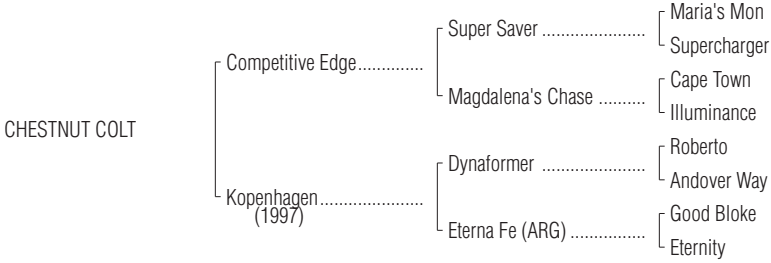 Maria's Mon
Super Saver ......................
Supercharger
Competitive Edge..............
Cape Town
Magdalena's Chase ..........
Illuminance
CHESTNUT COLT
Roberto
Dynaformer ......................
Andover Way
Kopenhagen......................
(1997)
Good Bloke
Eterna Fe (ARG) ................
Eternity